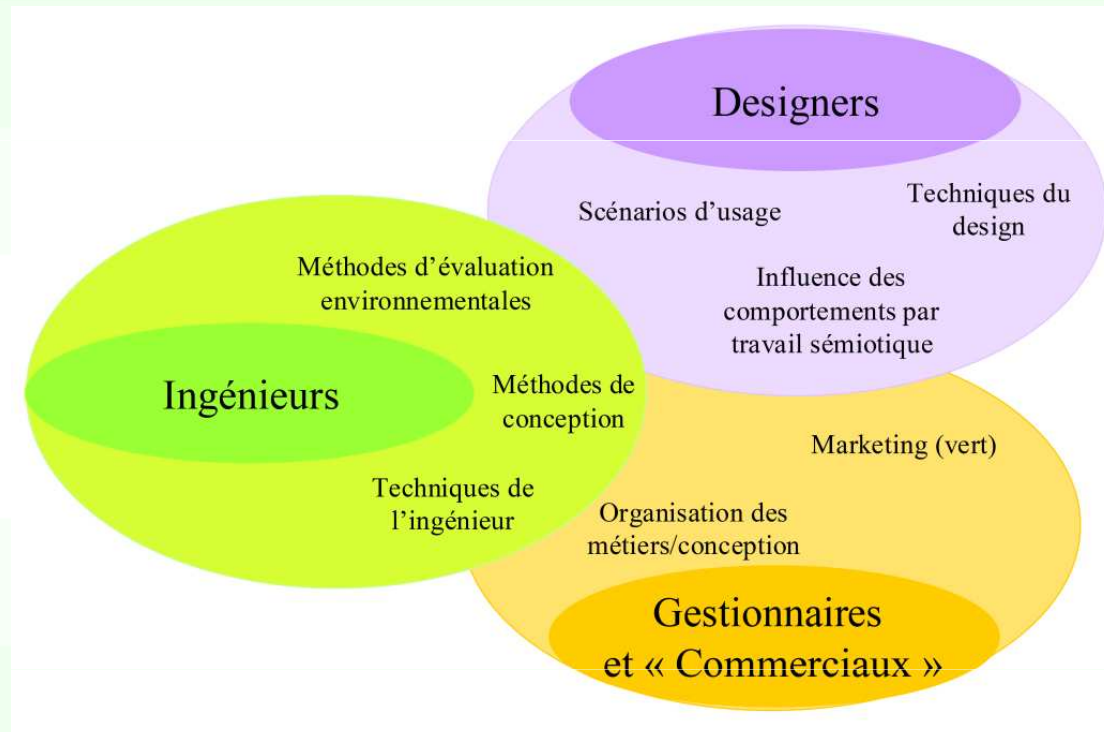 Designers
Scénarios d'usage
Techniques du
design
Influence des
comportements par
travail sémiotique
Méthodes d'évaluation
environnementales
Ingénieurs
Méthodes de
conception
Techniques de
l'ingénieur
Marketing (vert)
Organisation des
métiers/conception
Gestionnaires
et « Commerciaux »